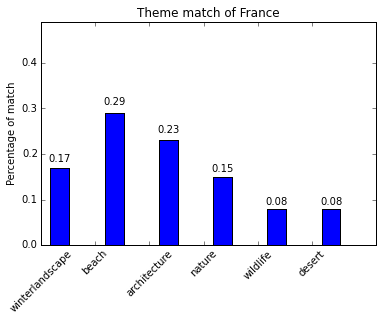 Theme match of France
Percentage of match
0.4
0.3
0.2
0.1
0.0
0.17
0.29
0.23
0.15
0.08
0.08
winterlandscape
beach
architecture
nature
wildlife
desert